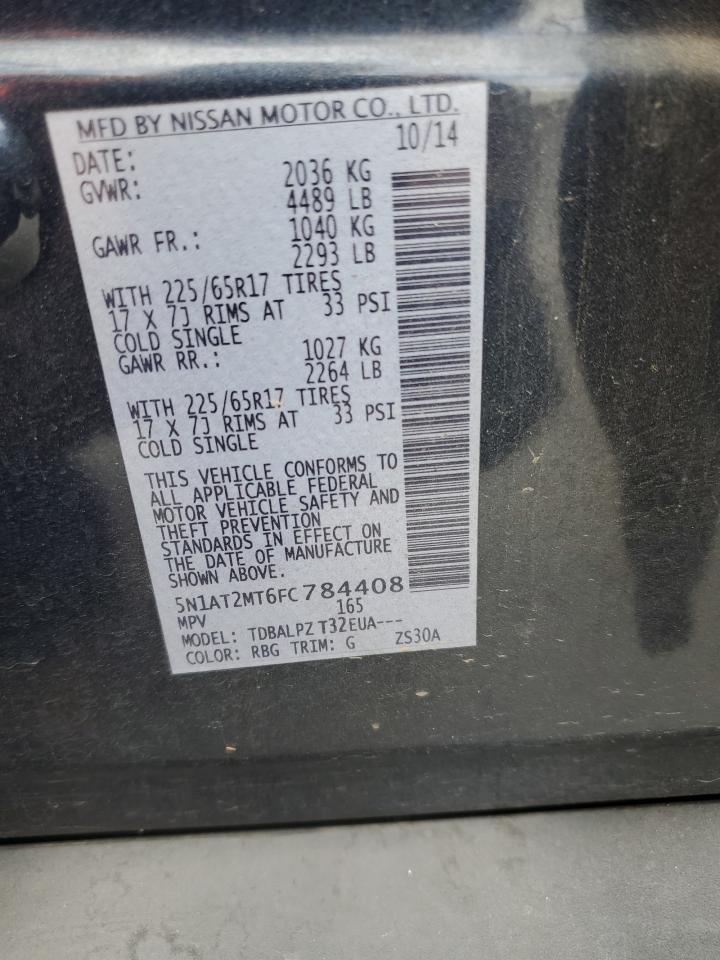 MFD BY NISSAN MOTOR CO., LTD.
DATE: 10/14
GVWR: 2036 KG
4489 LB
GAWR FR.: 1040 KG
2293 LB
WITH 225/65R17 TIRES
17 X 7J RIMS AT 33 PSI
COLD SINGLE
GAWR RR.: 1027 KG
2264 LB
WITH 225/65R17 TIRES
17 X 7J RIMS AT 33 PSI
COLD SINGLE
THIS VEHICLE CONFORMS TO
ALL APPLICABLE FEDERAL
MOTOR VEHICLE SAFETY AND
THEFT PREVENTION
STANDARDS IN EFFECT ON
THE DATE OF MANUFACTURE
SHOWN ABOVE.
5N1AT2MT6FC784408
MPV 165
MODEL: TDBALPZ T32EUA---
COLOR: RBG TRIM: G ZS30A